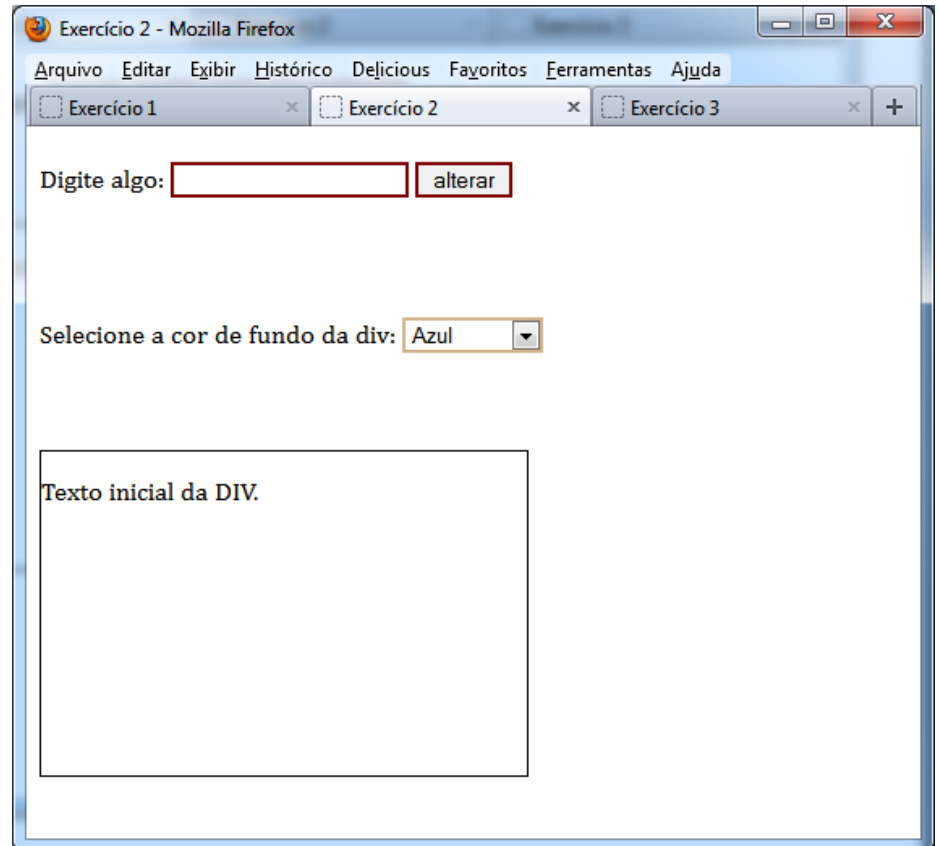 Exercício 2 - Mozilla Firefox
Arquivo Editar Exibir Histórico Delicious Favoritos Ferramentas Ajuda
Exercício 1 Exercício 2 Exercício 3
Digite algo: alterar
Selecione a cor de fundo da div: Azul
Texto inicial da DIV.